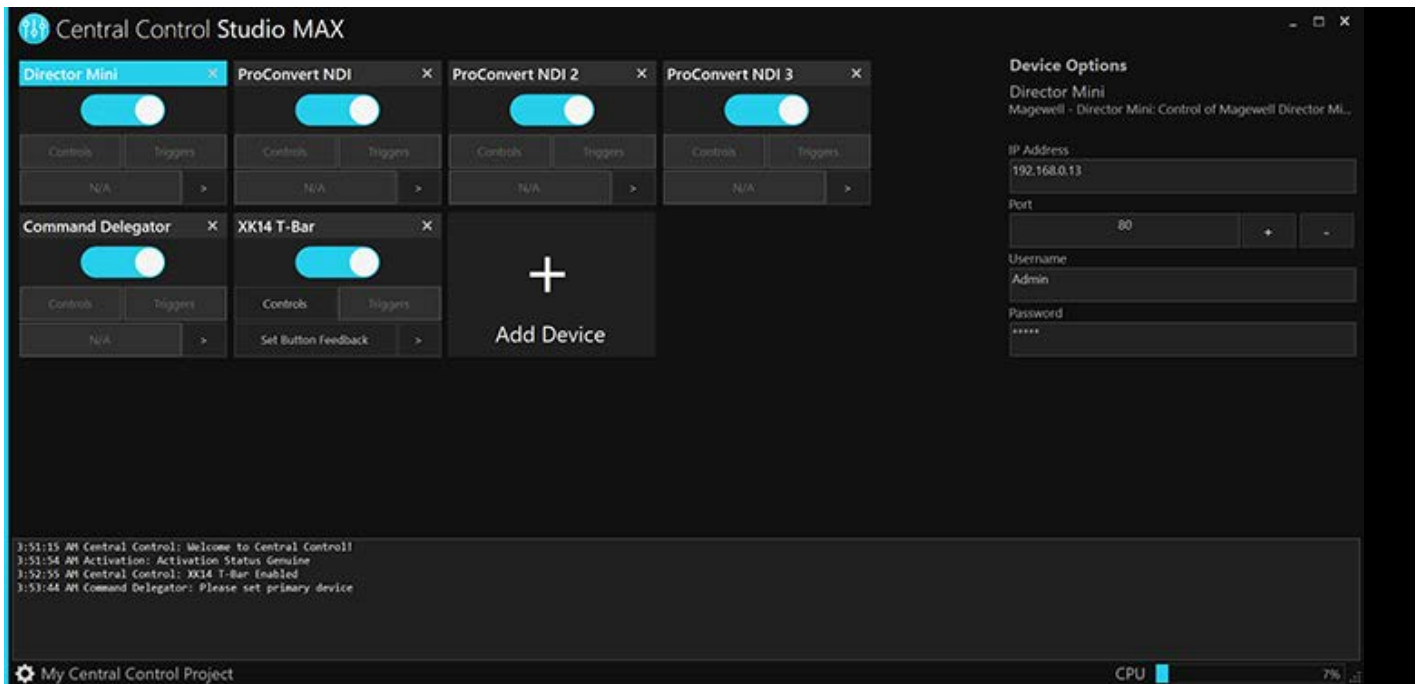 Central Control Studio MAX
Director Mini
ProConvert NDI
ProConvert NDI 2
ProConvert NDI 3
Controls Triggers
Controls Triggers
Controls Triggers
Controls Triggers
N/A >
N/A >
N/A >
N/A >
Command Delegator
XK14 T-Bar
Controls Triggers
Controls Triggers
N/A >
Set Button Feedback >
+
Add Device
Device Options
Director Mini
Magewell - Director Mini: Control of Magewell Director Mi...
IP Address
192.168.0.13
Port
80 + -
Username
Admin
Password
*****
3:51:15 AM Central Control: Welcome to Central Control!
3:51:54 AM Activation: Activation Status Genuine
3:52:55 AM Central Control: XK14 T-Bar Enabled
3:53:44 AM Command Delegator: Please set primary device
My Central Control Project
CPU 7%